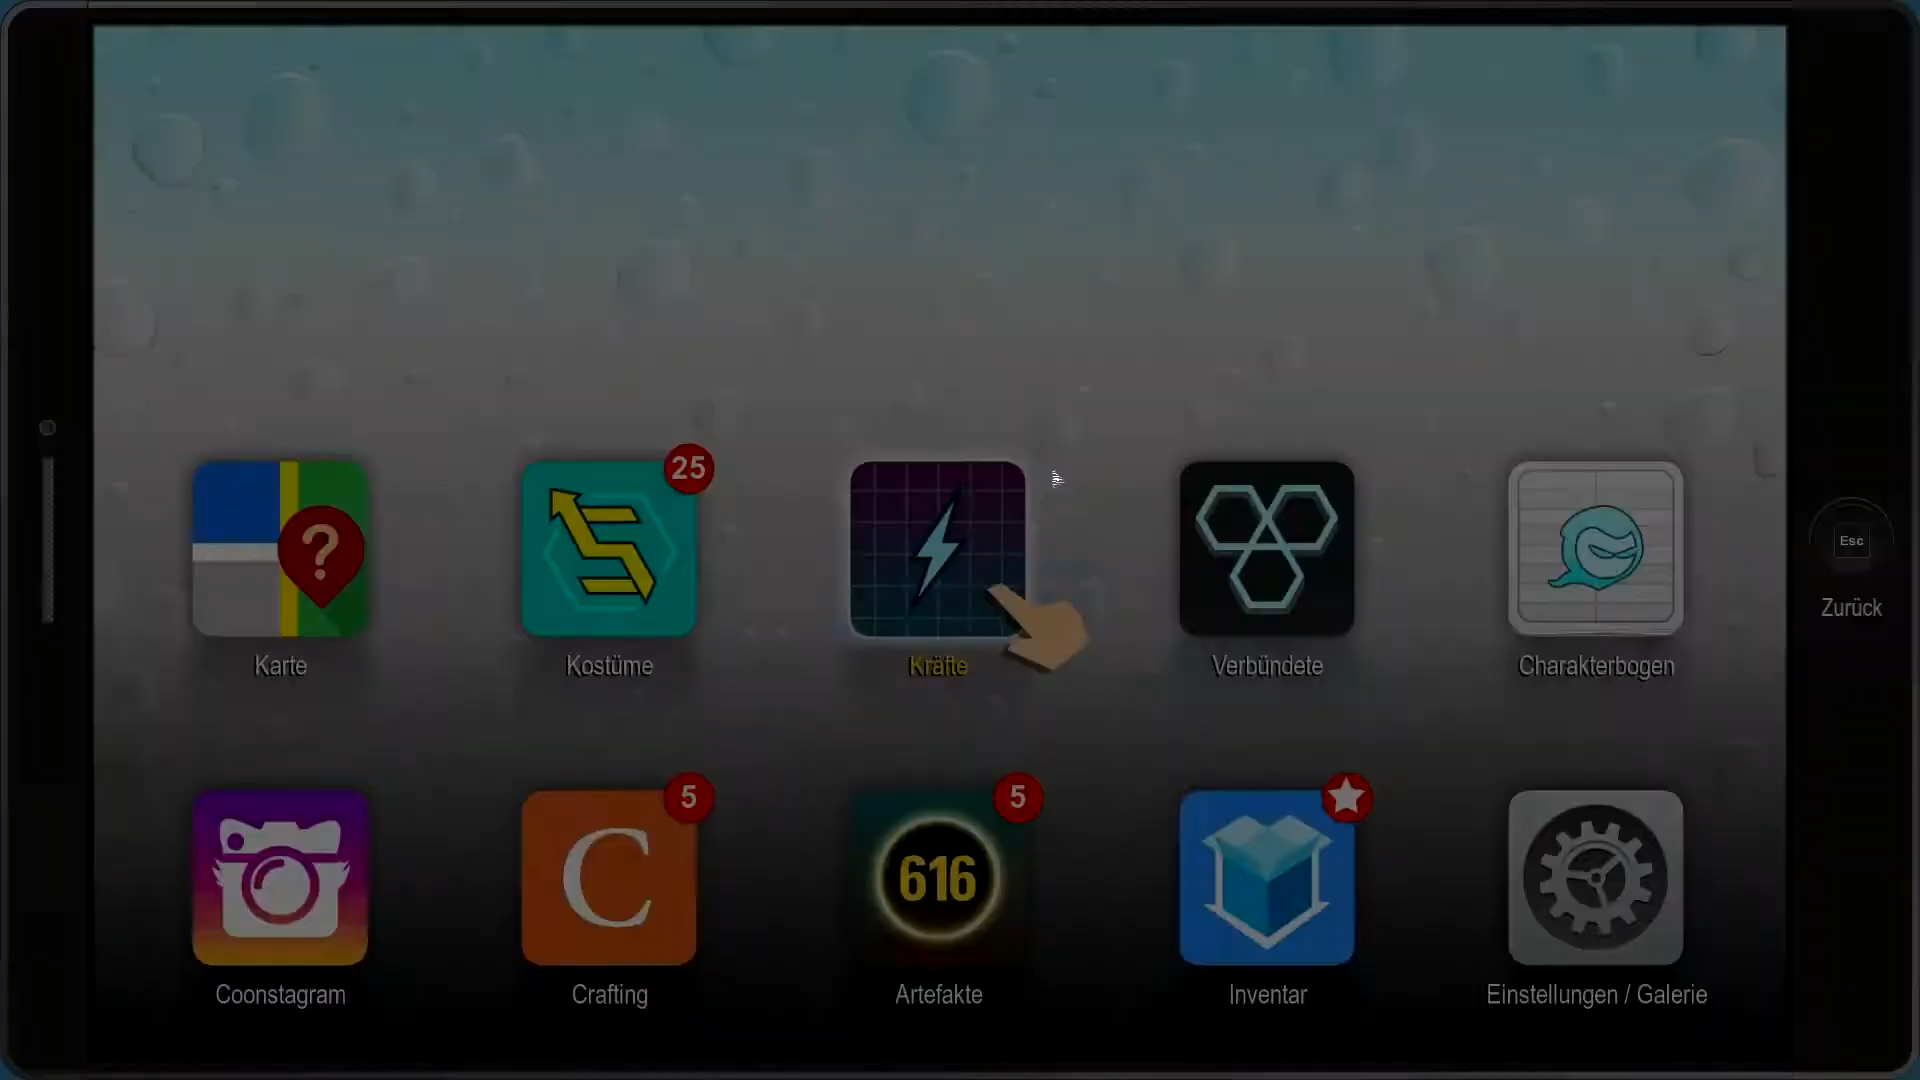 25
?
Esc
Zurück
Karte
Kostüme
Kräfte
Verbündete
Charakterbogen
5
5
C
616
Coonstagram
Crafting
Artefakte
Inventar
Einstellungen / Galerie